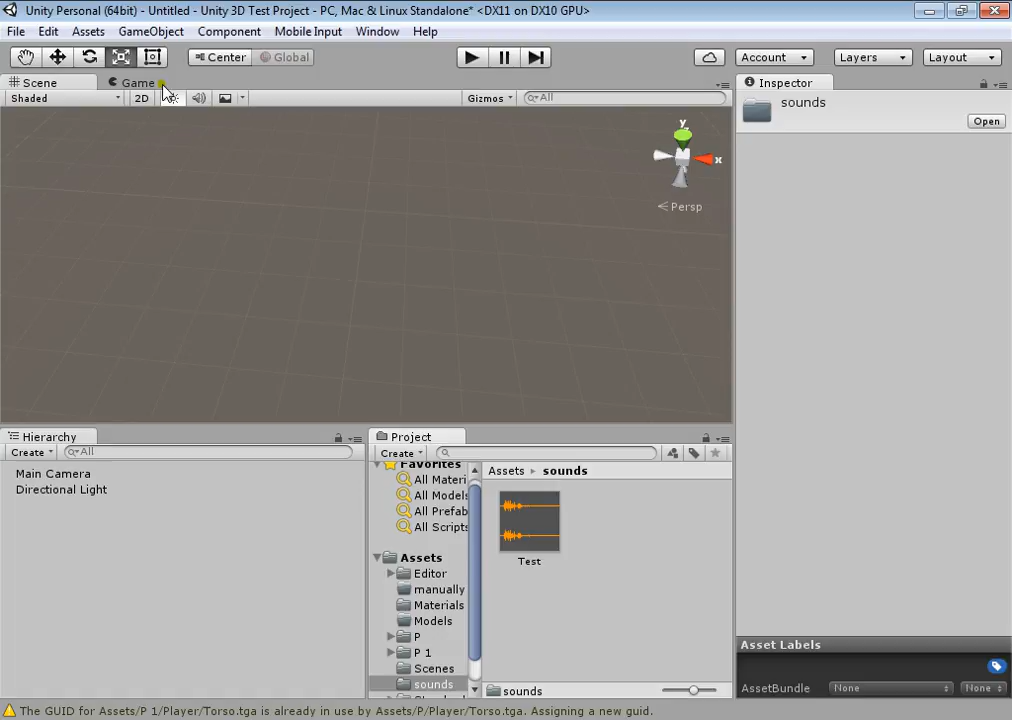 Unity Personal (64bit) - Untitled - Unity 3D Test Project - PC, Mac & Linux Standalone* <DX11 on DX10 GPU>
File Edit Assets GameObject Component Mobile Input Window Help
Center Global Account Layers Layout
Scene Game Inspector
Shaded 2D Gizmos All
sounds
Open
y
x
Persp
Hierarchy Project
Create All Create
Favorites
Assets sounds
Main Camera
All Materi
Directional Light
All Models
All Prefab
All Scripts
Test
Assets
Editor
manually
Materials
Models
P
P 1
Scenes
sounds
sounds
Asset Labels
AssetBundle None None
The GUID for Assets/P 1/Player/Torso.tga is already in use by Assets/P/Player/Torso.tga. Assigning a new guid.